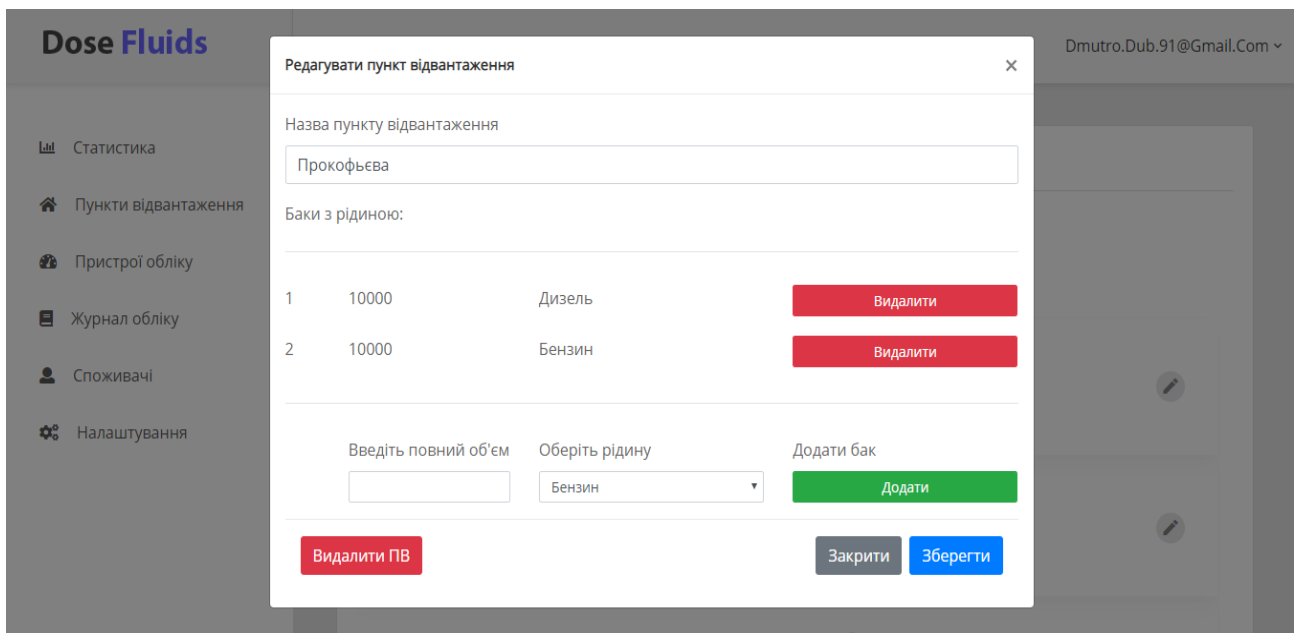 Dose Fluids
Dmutro.Dub.91@Gmail.Com
Статистика
Пункти відвантаження
Пристрої обліку
Журнал обліку
Споживачі
Налаштування
Редагувати пункт відвантаження ×
Назва пункту відвантаження
Прокофьєва
Баки з рідиною:
1 10000 Дизель Видалити
2 10000 Бензин Видалити
Введіть повний об'єм Оберіть рідину Додати бак
Бензин Додати
Видалити ПВ Закрити Зберегти